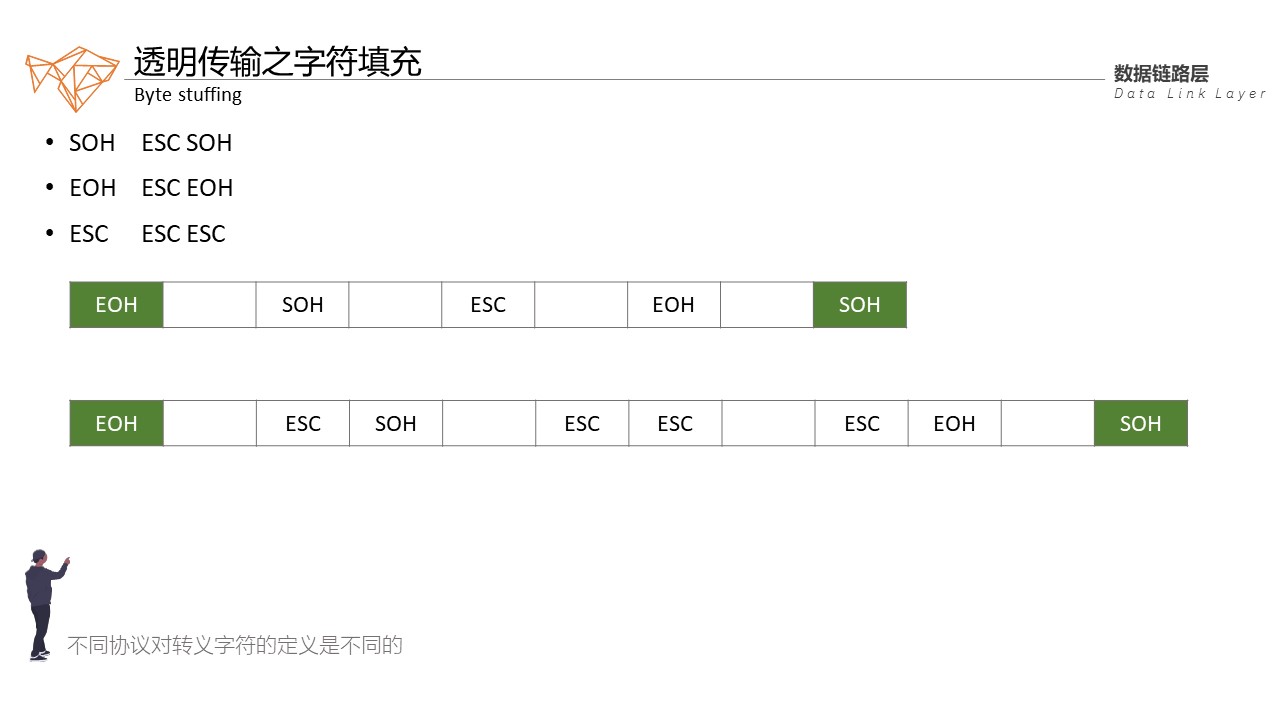 透明传输之字符填充
Byte stuffing
数据链路层
Data Link Layer
• SOH ESC SOH
• EOH ESC EOH
• ESC ESC ESC
EOH SOH ESC EOH SOH
EOH ESC SOH ESC ESC ESC EOH SOH
不同协议对转义字符的定义是不同的